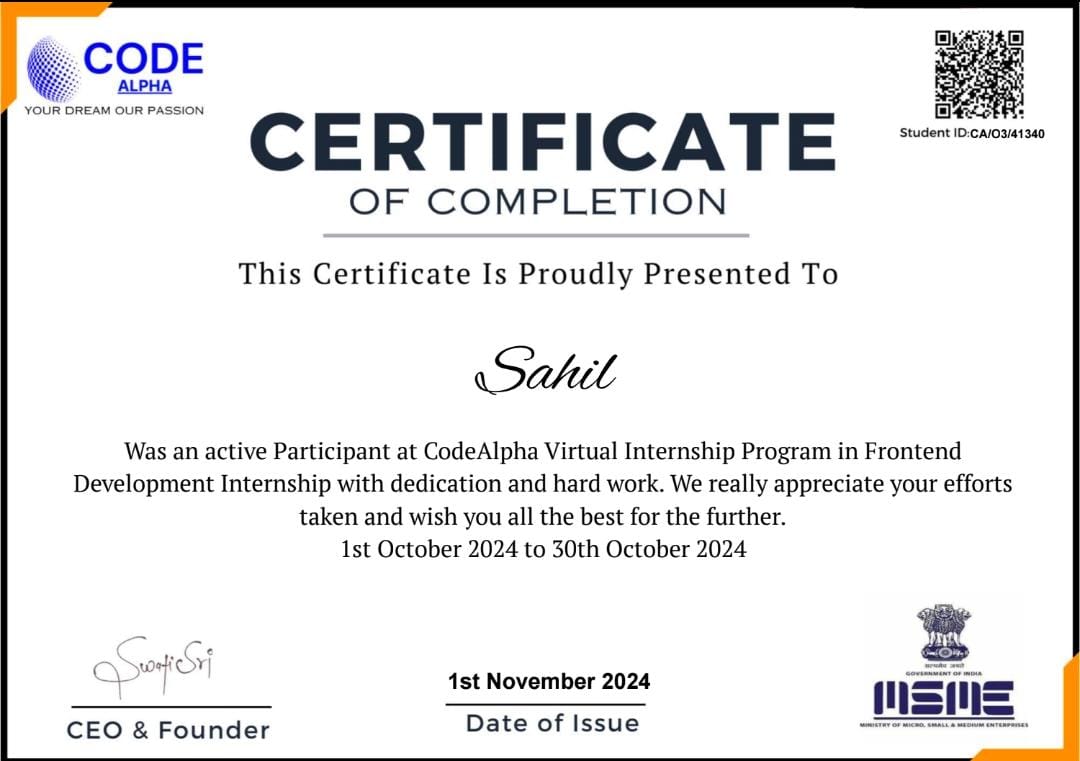 CODE
ALPHA
YOUR DREAM OUR PASSION
Student ID:CA/O3/41340
CERTIFICATE
OF COMPLETION
This Certificate Is Proudly Presented To
Sahil
Was an active Participant at CodeAlpha Virtual Internship Program in Frontend
Development Internship with dedication and hard work. We really appreciate your efforts
taken and wish you all the best for the further.
1st October 2024 to 30th October 2024
SwatiSri
CEO & Founder
1st November 2024
Date of Issue
सत्यमेव जयते
GOVERNMENT OF INDIA
MSME
MINISTRY OF MICRO, SMALL & MEDIUM ENTERPRISES